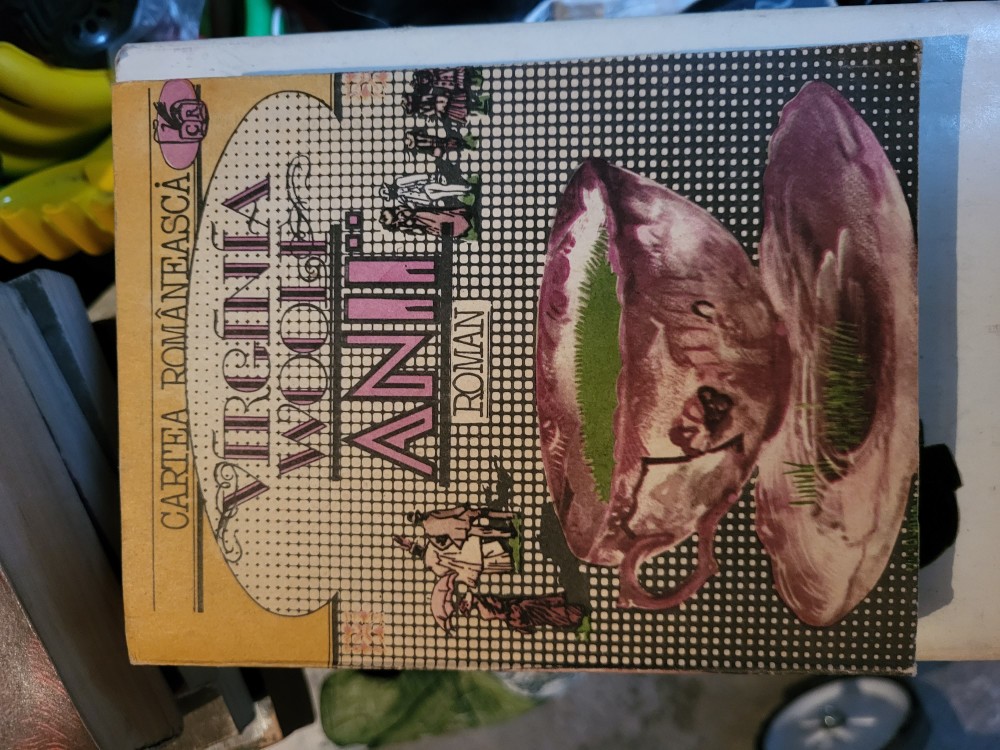 CARTEA ROMÂNEASCĂ
CR
VIRGINIA
WOOLF
ANII
ROMAN